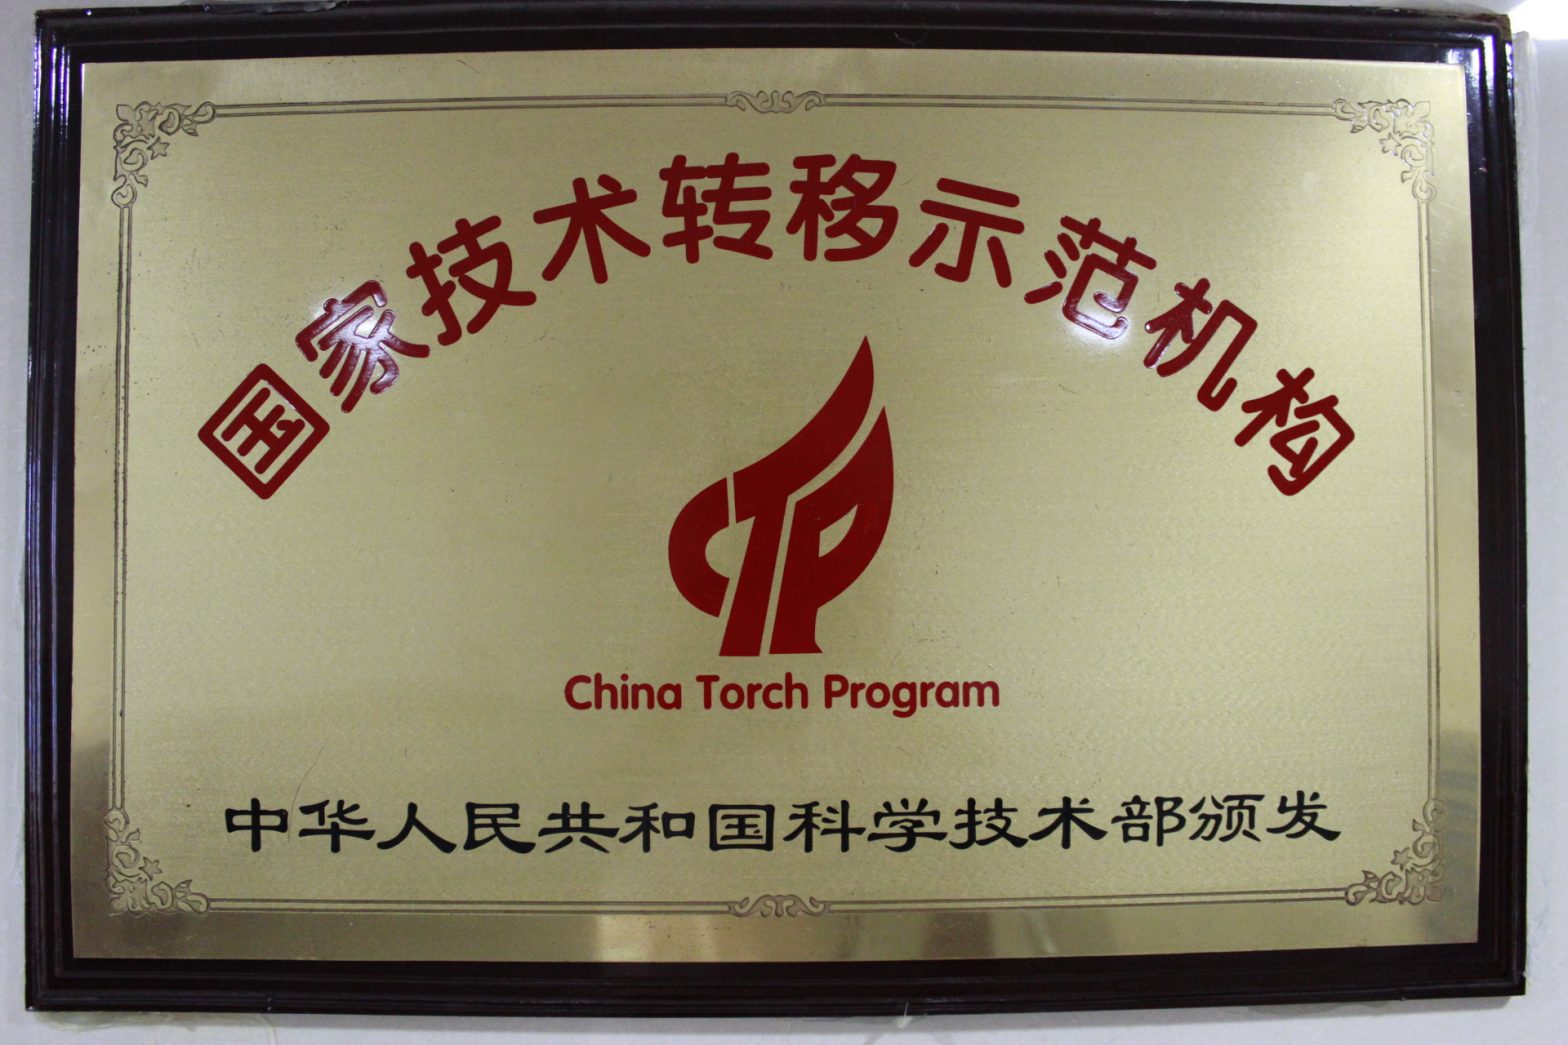 国家技术转移示范机构
China Torch Program
中华人民共和国科学技术部颁发